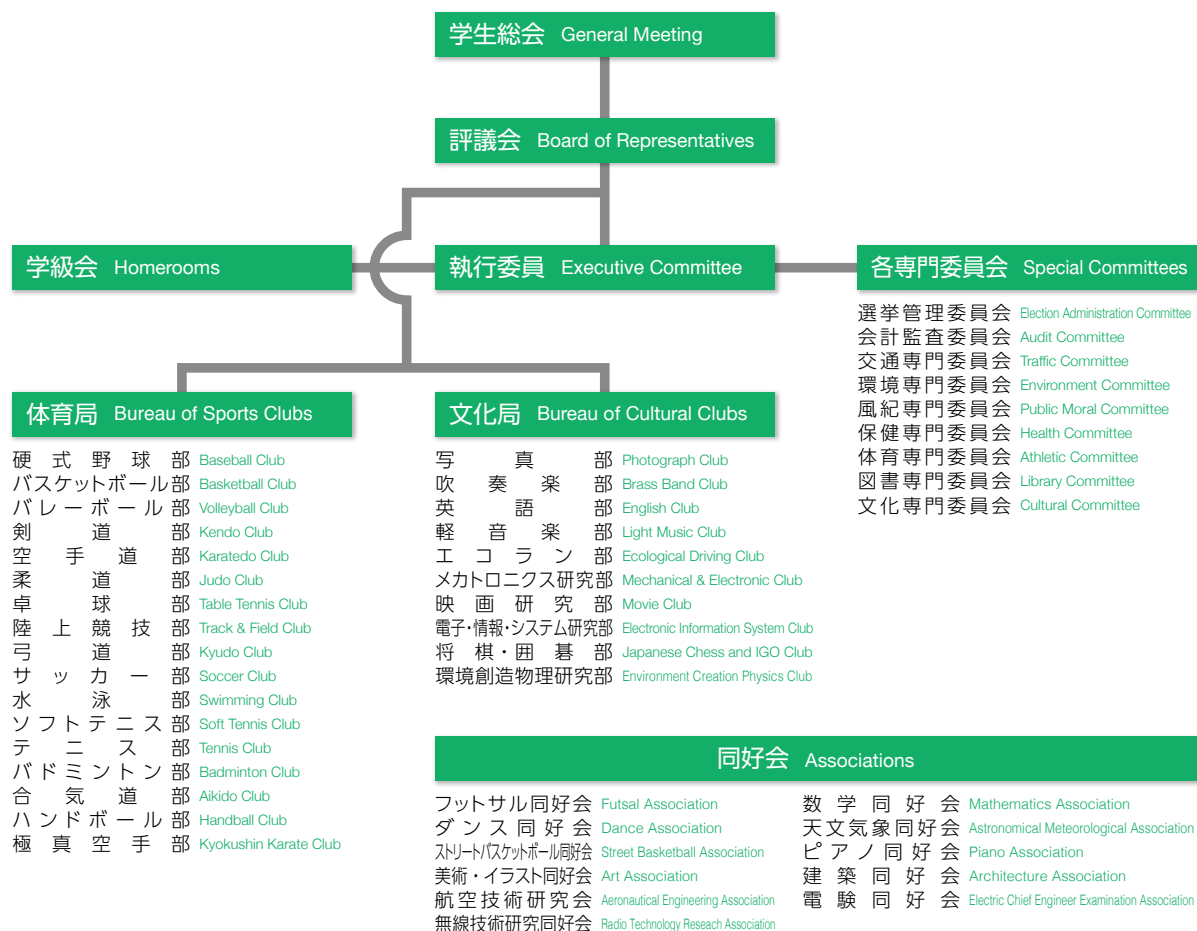 学生総会 General Meeting
評議会 Board of Representatives
学級会 Homerooms
執行委員 Executive Committee
各専門委員会 Special Committees
選挙管理委員会 Election Administration Committee
会計監査委員会 Audit Committee
交通専門委員会 Traffic Committee
環境専門委員会 Environment Committee
風紀専門委員会 Public Moral Committee
保健専門委員会 Health Committee
体育専門委員会 Athletic Committee
図書専門委員会 Library Committee
文化専門委員会 Cultural Committee
体育局 Bureau of Sports Clubs
硬式野球部 Baseball Club
バスケットボール部 Basketball Club
バレーボール部 Volleyball Club
剣道部 Kendo Club
空手道部 Karatedo Club
柔道部 Judo Club
卓球部 Table Tennis Club
陸上競技部 Track & Field Club
弓道部 Kyudo Club
サッカー部 Soccer Club
水泳部 Swimming Club
ソフトテニス部 Soft Tennis Club
テニス部 Tennis Club
バドミントン部 Badminton Club
合気道部 Aikido Club
ハンドボール部 Handball Club
極真空手部 Kyokushin Karate Club
文化局 Bureau of Cultural Clubs
写真部 Photograph Club
吹奏楽部 Brass Band Club
英語部 English Club
軽音楽部 Light Music Club
エコラン部 Ecological Driving Club
メカトロニクス研究部 Mechanical & Electronic Club
映画研究部 Movie Club
電子・情報・システム研究部 Electronic Information System Club
将棋・囲碁部 Japanese Chess and IGO Club
環境創造物理研究部 Environment Creation Physics Club
同好会 Associations
フットサル同好会 Futsal Association
ダンス同好会 Dance Association
ストリートバスケットボール同好会 Street Basketball Association
美術・イラスト同好会 Art Association
航空技術研究会 Aeronautical Engineering Association
無線技術研究同好会 Radio Technology Reseach Association
数学同好会 Mathematics Association
天文気象同好会 Astronomical Meteorological Association
ピアノ同好会 Piano Association
建築同好会 Architecture Association
電験同好会 Electric Chief Engineer Examination Association